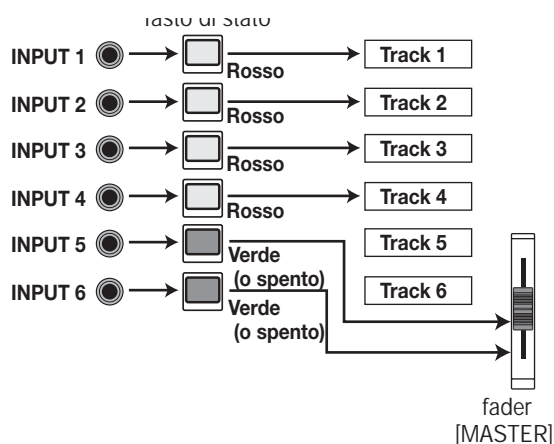 Tasto di stato
INPUT 1
Rosso
Track 1
INPUT 2
Rosso
Track 2
INPUT 3
Rosso
Track 3
INPUT 4
Rosso
Track 4
INPUT 5
Verde
(o spento)
Track 5
INPUT 6
Verde
(o spento)
Track 6
fader
[MASTER]